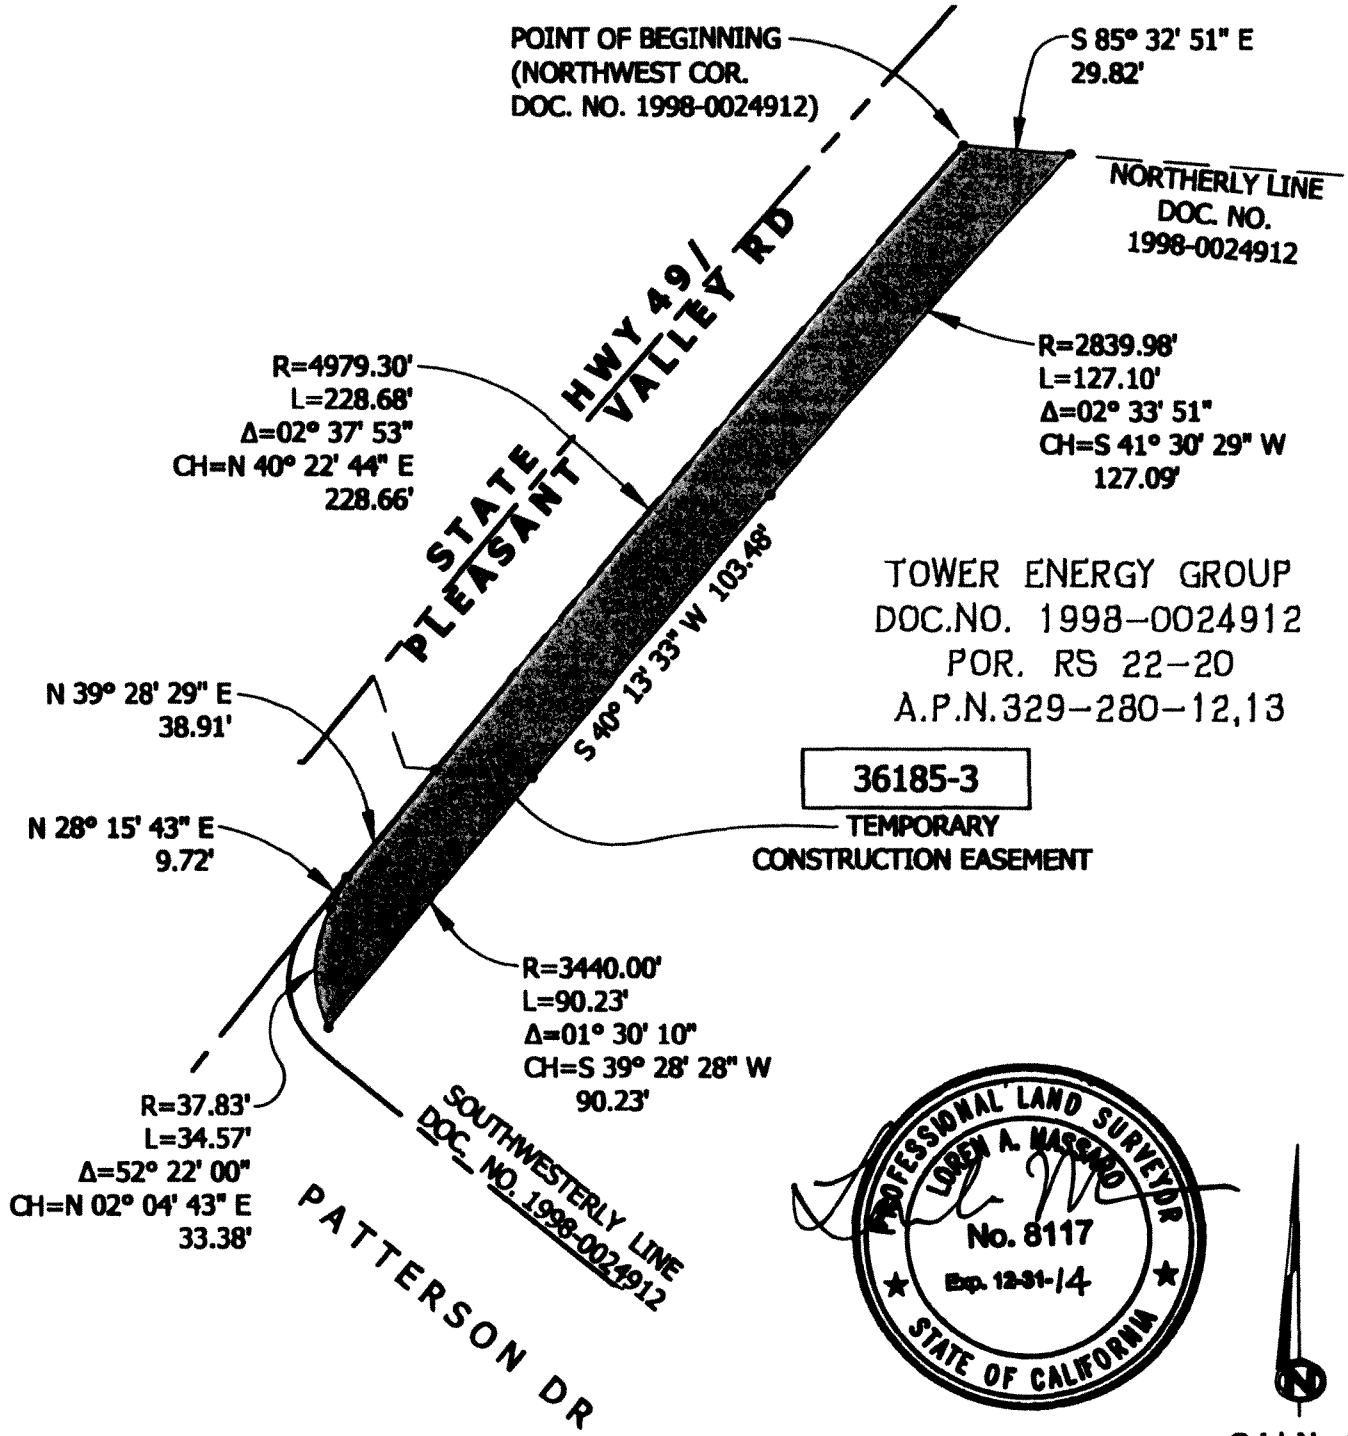 POINT OF BEGINNING
(NORTHWEST COR.
DOC. NO. 1998-0024912)
S 85° 32' 51" E
29.82'
NORTHERLY LINE
DOC. NO.
1998-0024912
STATE HWY 49/
PLEASANT VALLEY RD
R=4979.30'
L=228.68'
Δ=02° 37' 53"
CH=N 40° 22' 44" E
228.66'
R=2839.98'
L=127.10'
Δ=02° 33' 51"
CH=S 41° 30' 29" W
127.09'
S 40° 13' 33" W 103.48'
TOWER ENERGY GROUP
DOC.NO. 1998-0024912
POR. RS 22-20
A.P.N.329-280-12,13
N 39° 28' 29" E
38.91'
36185-3
TEMPORARY
CONSTRUCTION EASEMENT
N 28° 15' 43" E
9.72'
R=3440.00'
L=90.23'
Δ=01° 30' 10"
CH=S 39° 28' 28" W
90.23'
R=37.83'
L=34.57'
Δ=52° 22' 00"
CH=N 02° 04' 43" E
33.38'
SOUTHWESTERLY LINE
DOC. NO. 1998-0024912
PATTERSON DR
PROFESSIONAL LAND SURVEYOR
LOREN A. MASSARO
No. 8117
Exp. 12-31-14
STATE OF CALIFORNIA
N